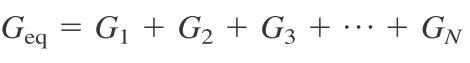 G_eq = G_1 + G_2 + G_3 + ⋯ + G_N